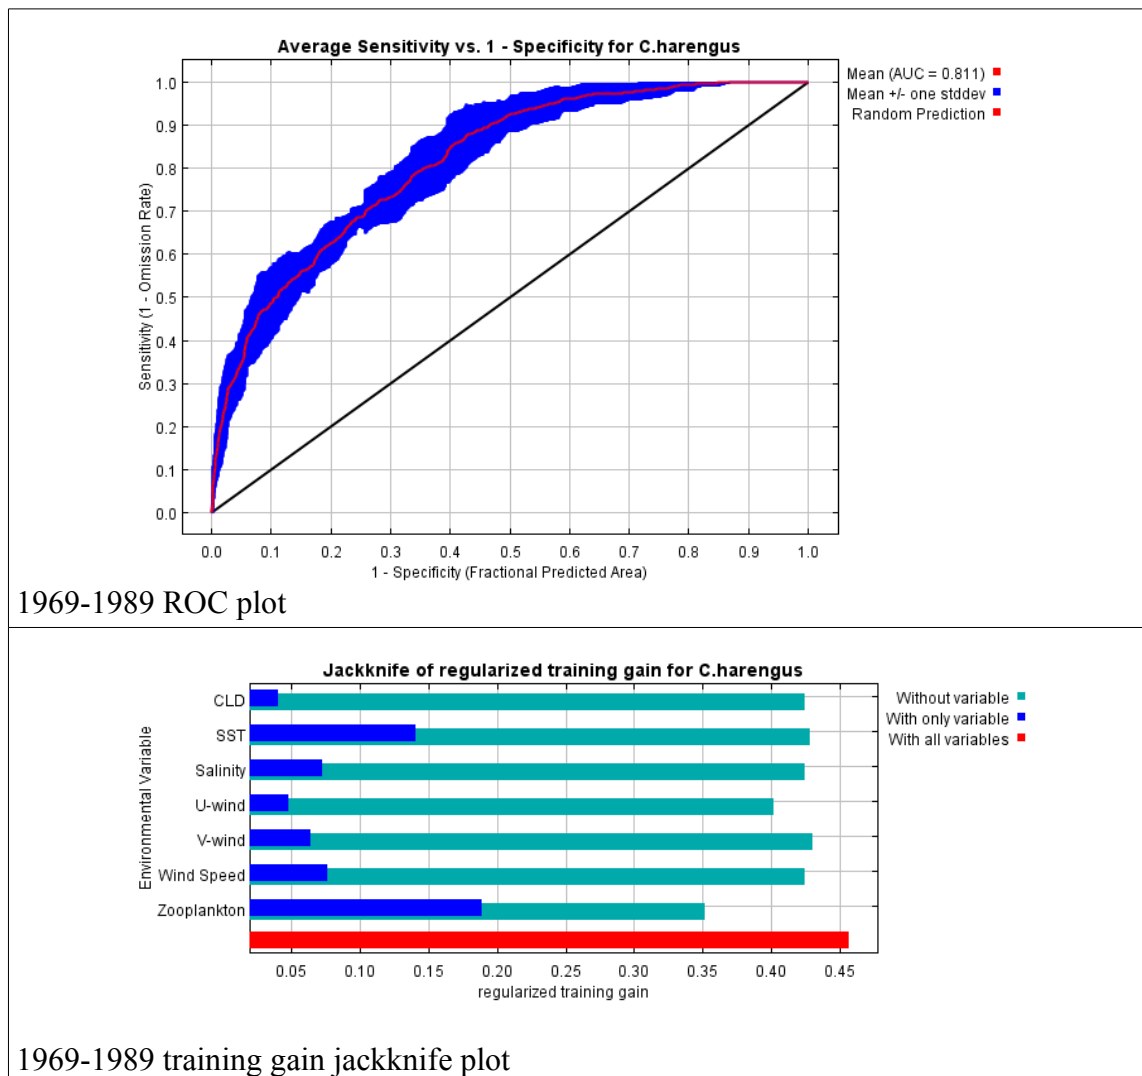 Average Sensitivity vs. 1 - Specificity for C.harengus
Mean (AUC = 0.811)
Mean +/- one stddev
Random Prediction
Sensitivity (1 - Omission Rate)
1.0
0.9
0.8
0.7
0.6
0.5
0.4
0.3
0.2
0.1
0.0
0.0 0.1 0.2 0.3 0.4 0.5 0.6 0.7 0.8 0.9 1.0
1 - Specificity (Fractional Predicted Area)
1969-1989 ROC plot
Jackknife of regularized training gain for C.harengus
Without variable
With only variable
With all variables
Environmental Variable
CLD
SST
Salinity
U-wind
V-wind
Wind Speed
Zooplankton
0.05 0.10 0.15 0.20 0.25 0.30 0.35 0.40 0.45
regularized training gain
1969-1989 training gain jackknife plot